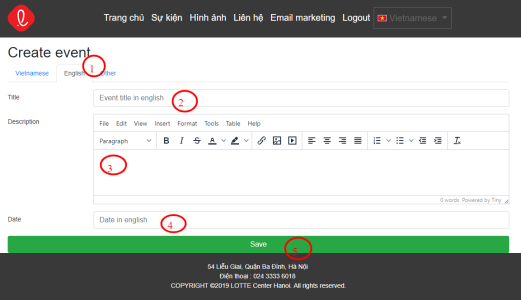 Trang chủ Sự kiện Hình ảnh Liên hệ Email marketing Logout Vietnamese
Create event
Vietnamese English Other
1
Title Event title in english
2
Description
File Edit View Insert Format Tools Table Help
Paragraph B I S A
3
0 words Powered by Tiny
Date Date in english
4
Save
5
54 Liễu Giai, Quận Ba Đình, Hà Nội
Điện thoại : 024 3333 6018
COPYRIGHT ©2019 LOTTE Center Hanoi. All rights reserved.